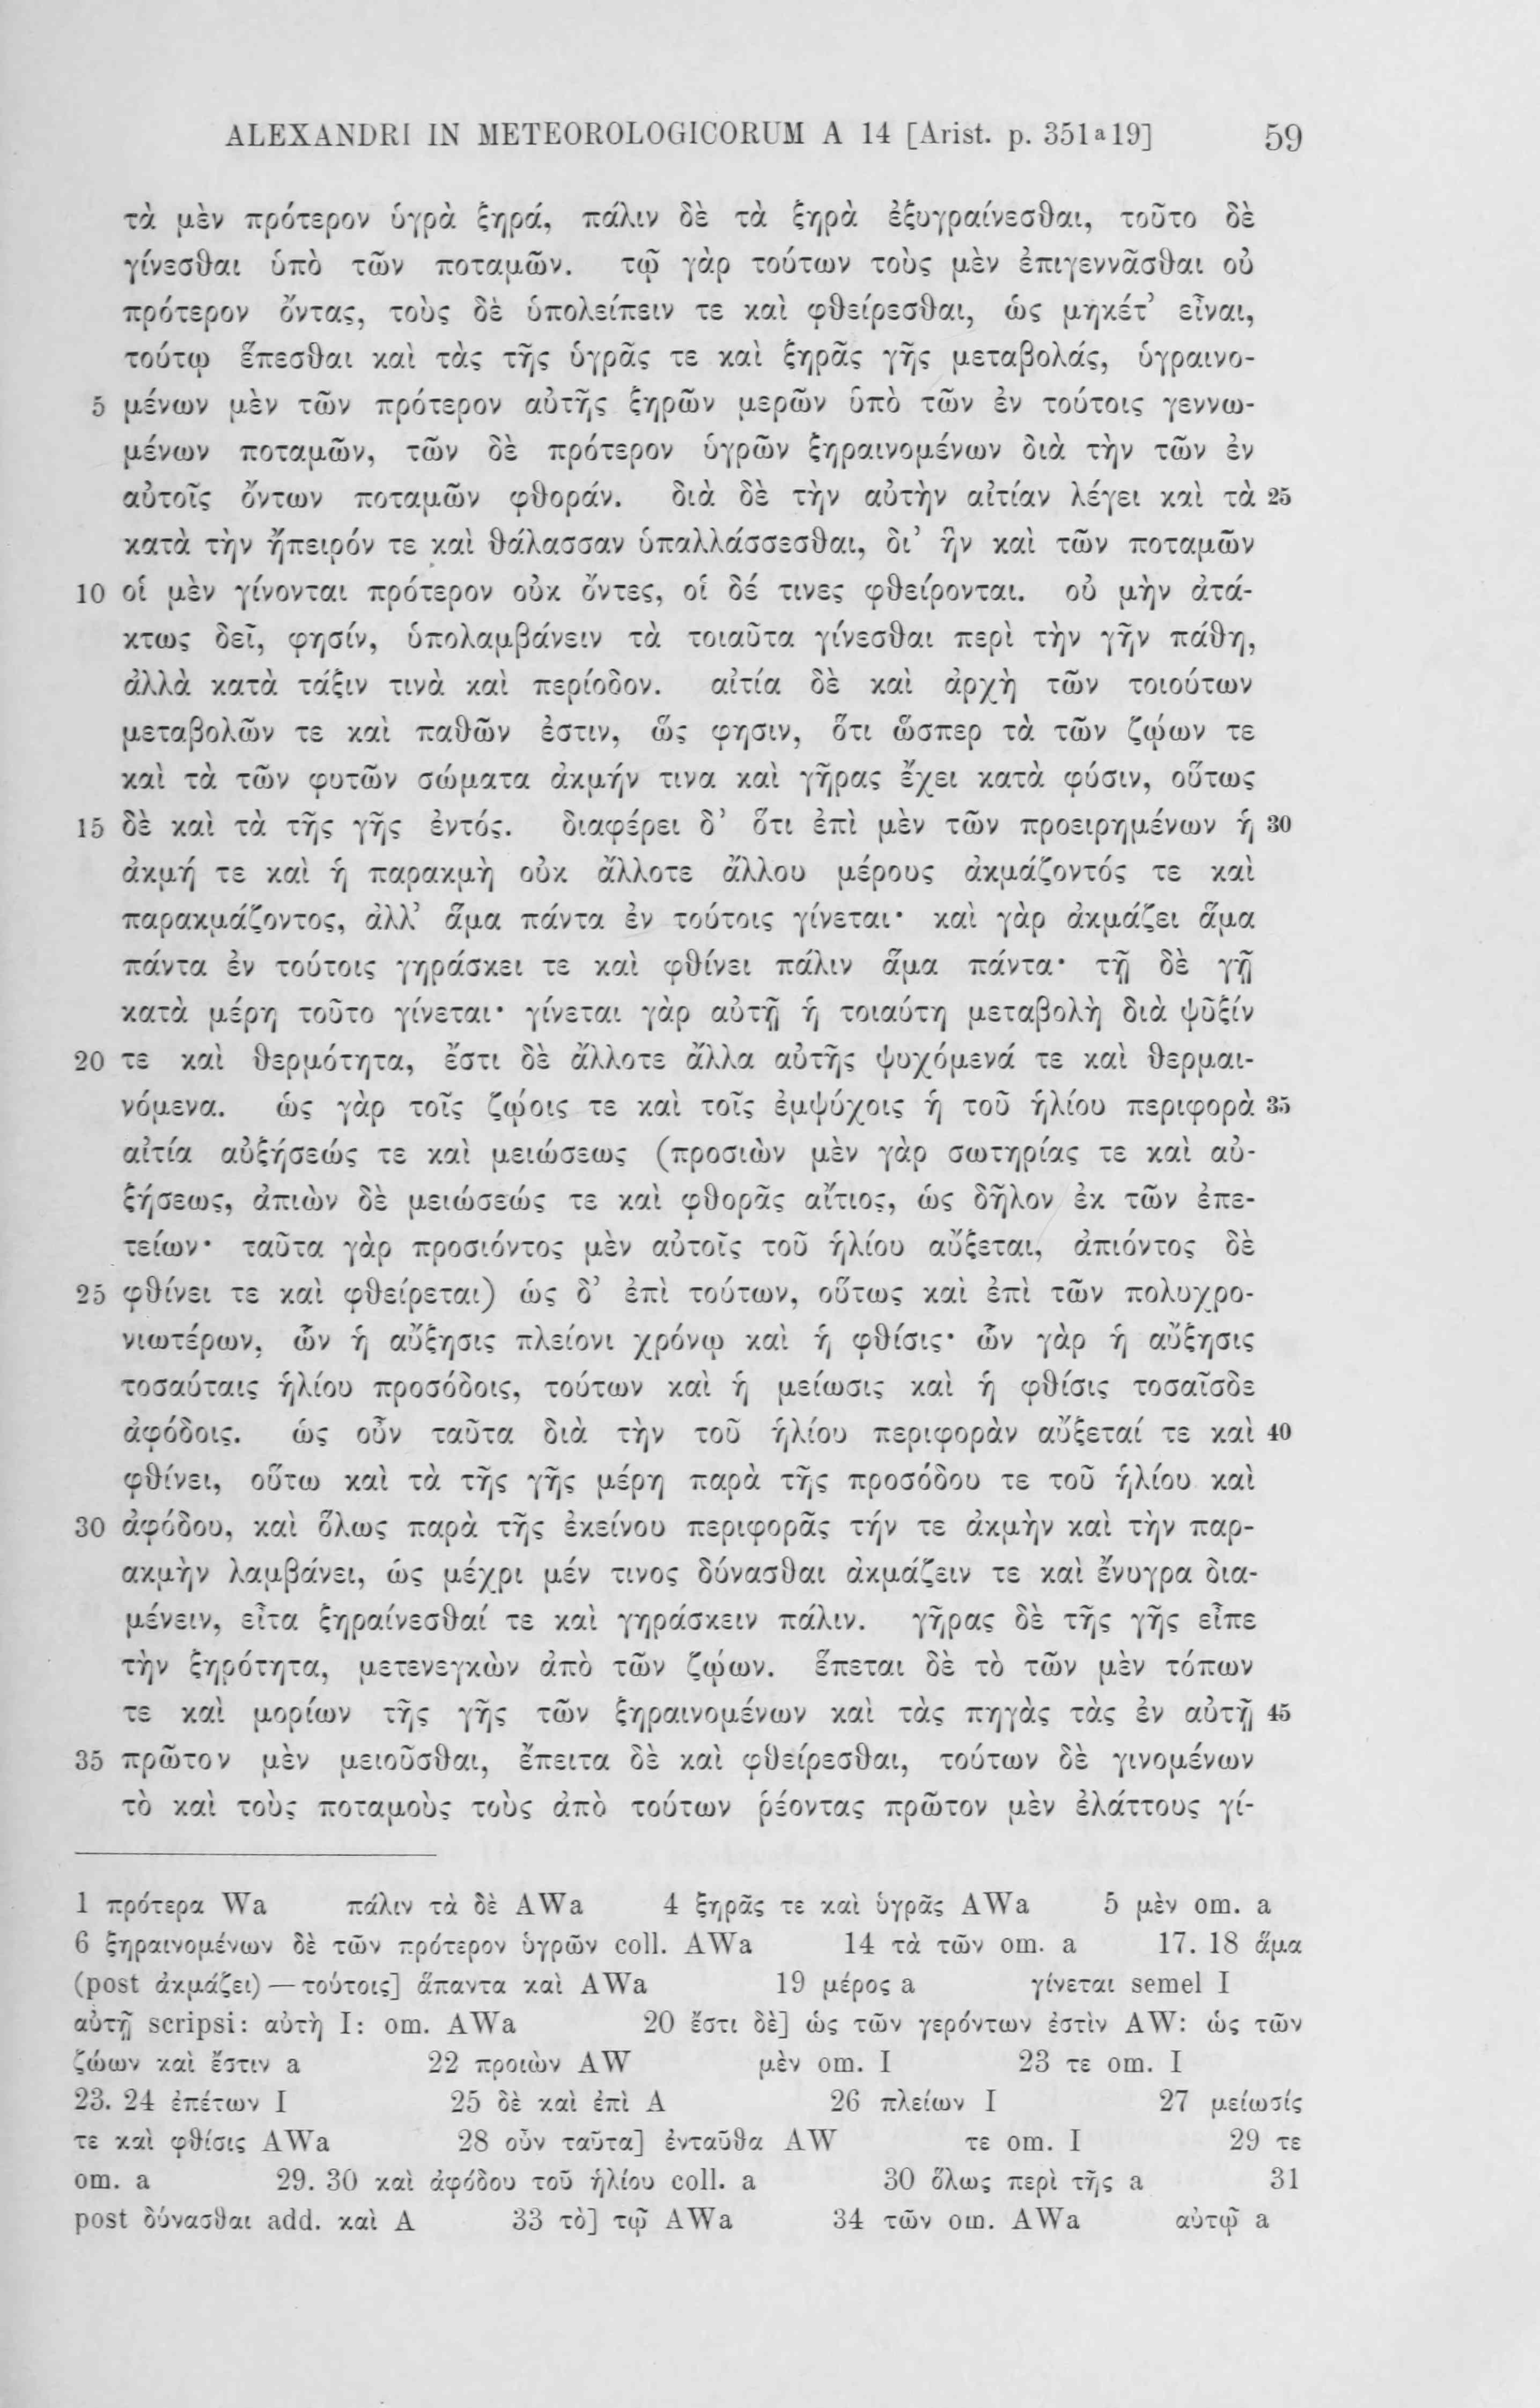 ALEXANDRI IN METEOROLOGICORUM A 14 [Arist. p. 351a19] 59
τὰ μὲν πρότερον ὑγρὰ ξηρά, πάλιν δὲ τὰ ξηρὰ ἐξυγραίνεσθαι, τοῦτο δὲ
γίνεσθαι ὑπὸ τῶν ποταμῶν. τῷ γὰρ τούτων τοὺς μὲν ἐπιγεννᾶσθαι οὐ
πρότερον ὄντας, τοὺς δὲ ὑπολείπειν τε καὶ φθείρεσθαι, ὡς μηκέτ’ εἶναι,
τούτῳ ἕπεσθαι καὶ τὰς τῆς ὑγρᾶς τε καὶ ξηρᾶς γῆς μεταβολάς, ὑγραινο-
5 μένων μὲν τῶν πρότερον αὐτῆς ξηρῶν μερῶν ὑπὸ τῶν ἐν τούτοις γεννω-
μένων ποταμῶν, τῶν δὲ πρότερον ὑγρῶν ξηραινομένων διὰ τὴν τῶν ἐν
αὐτοῖς ὄντων ποταμῶν φθοράν. διὰ δὲ τὴν αὐτὴν αἰτίαν λέγει καὶ τὰ 25
κατὰ τὴν ἤπειρόν τε καὶ θάλασσαν ὑπαλλάσσεσθαι, δι’ ἣν καὶ τῶν ποταμῶν
10 οἱ μὲν γίνονται πρότερον οὐκ ὄντες, οἱ δέ τινες φθείρονται. οὐ μὴν ἀτά-
κτως δεῖ, φησίν, ὑπολαμβάνειν τὰ τοιαῦτα γίνεσθαι περὶ τὴν γῆν πάθη,
ἀλλὰ κατὰ τάξιν τινὰ καὶ περίοδον. αἰτία δὲ καὶ ἀρχὴ τῶν τοιούτων
μεταβολῶν τε καὶ παθῶν ἐστιν, ὥς φησιν, ὅτι ὥσπερ τὰ τῶν ζῴων τε
καὶ τὰ τῶν φυτῶν σώματα ἀκμήν τινα καὶ γῆρας ἔχει κατὰ φύσιν, οὕτως
15 δὲ καὶ τὰ τῆς γῆς ἐντός. διαφέρει δ’ ὅτι ἐπὶ μὲν τῶν προειρημένων ἡ 30
ἀκμή τε καὶ ἡ παρακμὴ οὐκ ἄλλοτε ἄλλου μέρους ἀκμάζοντός τε καὶ
παρακμάζοντος, ἀλλ’ ἅμα πάντα ἐν τούτοις γίνεται· καὶ γὰρ ἀκμάζει ἅμα
πάντα ἐν τούτοις γηράσκει τε καὶ φθίνει πάλιν ἅμα πάντα· τῇ δὲ γῇ
κατὰ μέρη τοῦτο γίνεται· γίνεται γὰρ αὐτῇ ἡ τοιαύτη μεταβολὴ διὰ ψῦξίν
20 τε καὶ θερμότητα, ἔστι δὲ ἄλλοτε ἄλλα αὐτῆς ψυχόμενά τε καὶ θερμαι-
νόμενα. ὡς γὰρ τοῖς ζῴοις τε καὶ τοῖς ἐμψύχοις ἡ τοῦ ἡλίου περιφορὰ 35
αἰτία αὐξήσεώς τε καὶ μειώσεως (προσιὼν μὲν γὰρ σωτηρίας τε καὶ αὐ-
ξήσεως, ἀπιὼν δὲ μειώσεώς τε καὶ φθορᾶς αἴτιος, ὡς δῆλον ἐκ τῶν ἐπε-
τείων· ταῦτα γὰρ προσιόντος μὲν αὐτοῖς τοῦ ἡλίου αὔξεται, ἀπιόντος δὲ
25 φθίνει τε καὶ φθείρεται) ὡς δ’ ἐπὶ τούτων, οὕτως καὶ ἐπὶ τῶν πολυχρο-
νιωτέρων, ὧν ἡ αὔξησις πλείονι χρόνῳ καὶ ἡ φθίσις· ὧν γὰρ ἡ αὔξησις
τοσαύταις ἡλίου προσόδοις, τούτων καὶ ἡ μείωσις καὶ ἡ φθίσις τοσαῖσδε
ἀφόδοις. ὡς οὖν ταῦτα διὰ τὴν τοῦ ἡλίου περιφορὰν αὔξεταί τε καὶ 40
φθίνει, οὕτω καὶ τὰ τῆς γῆς μέρη παρὰ τῆς προσόδου τε τοῦ ἡλίου καὶ
30 ἀφόδου, καὶ ὅλως παρὰ τῆς ἐκείνου περιφορᾶς τήν τε ἀκμὴν καὶ τὴν παρ-
ακμὴν λαμβάνει, ὡς μέχρι μέν τινος δύνασθαι ἀκμάζειν τε καὶ ἔνυγρα δια-
μένειν, εἶτα ξηραίνεσθαί τε καὶ γηράσκειν πάλιν. γῆρας δὲ τῆς γῆς εἶπε
τὴν ξηρότητα, μετενεγκὼν ἀπὸ τῶν ζῴων. ἕπεται δὲ τὸ τῶν μὲν τόπων
τε καὶ μορίων τῆς γῆς τῶν ξηραινομένων καὶ τὰς πηγὰς τὰς ἐν αὐτῇ 45
35 πρῶτον μὲν μειοῦσθαι, ἔπειτα δὲ καὶ φθείρεσθαι, τούτων δὲ γινομένων
τὸ καὶ τοὺς ποταμοὺς τοὺς ἀπὸ τούτων ῥέοντας πρῶτον μὲν ἐλάττους γί-
1 πρότερα Wa πάλιν τὰ δὲ AWa 4 ξηρᾶς τε καὶ ὑγρᾶς AWa 5 μὲν om. a
6 ξηραινομένων δὲ τῶν πρότερον ὑγρῶν coll. AWa 14 τὰ τῶν om. a 17. 18 ἅμα
(post ἀκμάζει) — τούτοις] ἅπαντα καὶ AWa 19 μέρος a γίνεται semel I
αὐτῇ scripsi: αὐτὴ I: om. AWa 20 ἔστι δὲ] ὡς τῶν γερόντων ἐστὶν AW: ὡς τῶν
ζώων καὶ ἔστιν a 22 προιὼν AW μὲν om. I 23 τε om. I
23. 24 ἐπέτων I 25 δὲ καὶ ἐπὶ A 26 πλείων I 27 μείωσίς
τε καὶ φθίσις AWa 28 οὖν ταῦτα] ἐνταῦθα AW τε om. I 29 τε
om. a 29. 30 καὶ ἀφόδου τοῦ ἡλίου coll. a 30 ὅλως περὶ τῆς a 31
post δύνασθαι add. καὶ A 33 τὸ] τῷ AWa 34 τῶν om. AWa αὐτῷ a